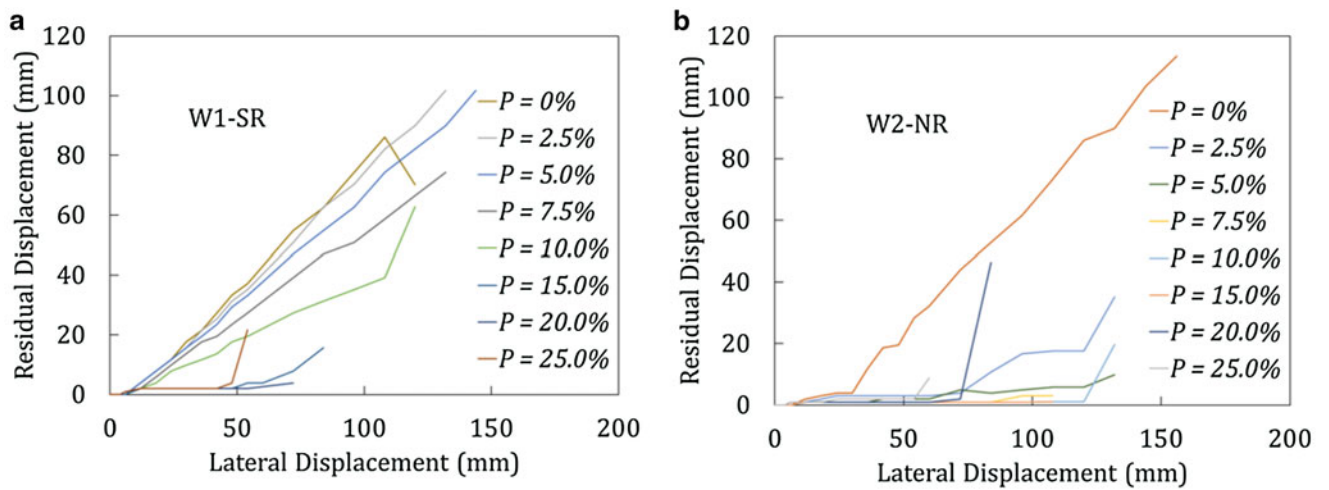 a
120
100
80
60
40
20
0
Residual Displacement (mm)
W1-SR
P = 0%
P = 2.5%
P = 5.0%
P = 7.5%
P = 10.0%
P = 15.0%
P = 20.0%
P = 25.0%
0 50 100 150 200
Lateral Displacement (mm)
b
120
100
80
60
40
20
0
Residual Displacement (mm)
W2-NR
P = 0%
P = 2.5%
P = 5.0%
P = 7.5%
P = 10.0%
P = 15.0%
P = 20.0%
P = 25.0%
0 50 100 150 200
Lateral Displacement (mm)